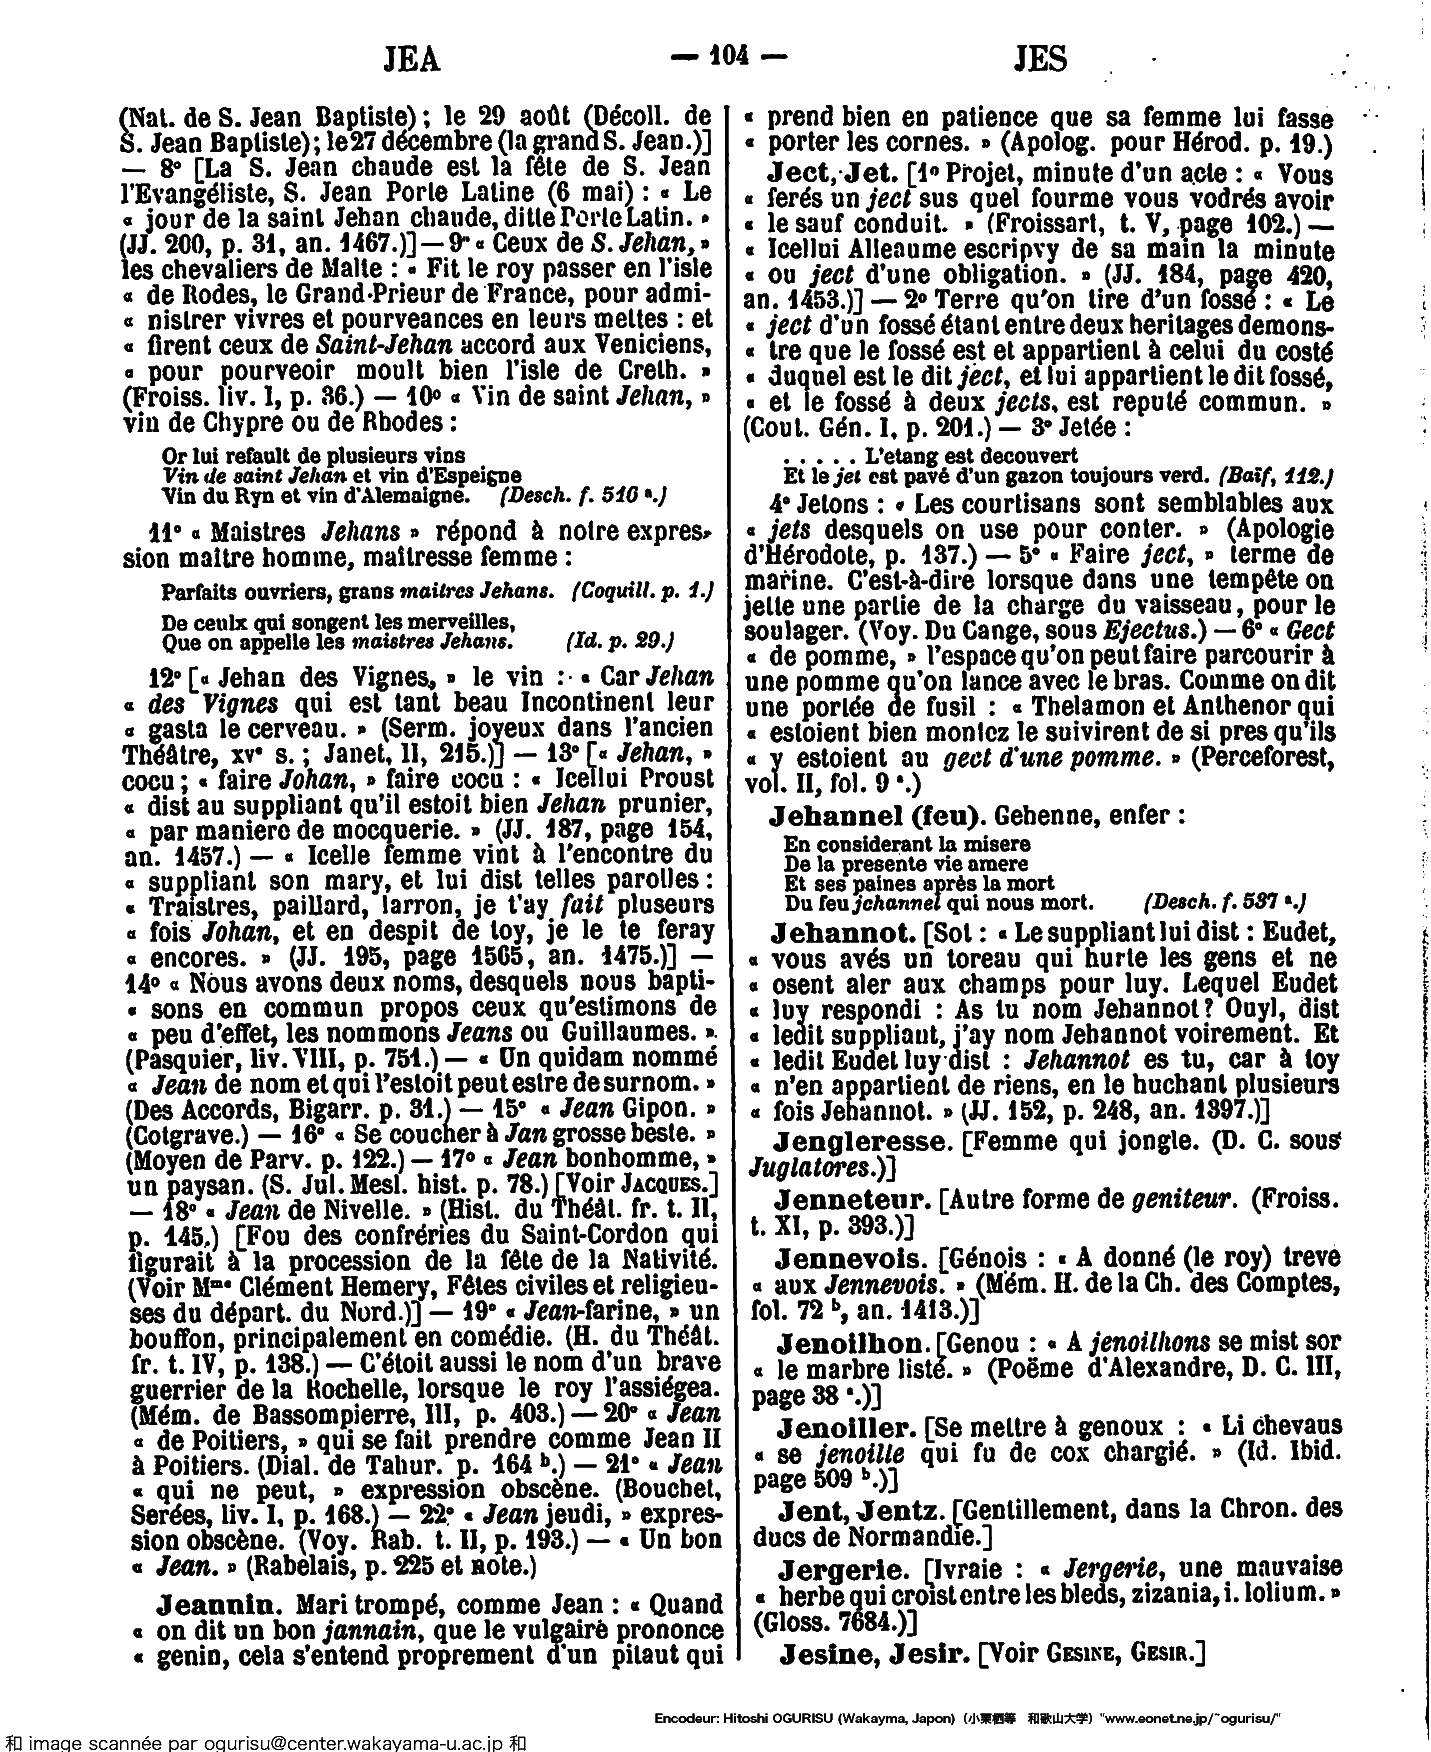 JEA — 104 — JES
(Nat. de S. Jean Baptiste) ; le 29 août (Décoll. de
S. Jean Baptiste) ; le 27 décembre (la grand S. Jean.)]
— 8º [La S. Jean chaude est la fête de S. Jean
l'Evangéliste, S. Jean Porte Latine (6 mai) : « Le
« jour de la saint Jehan chaude, ditte Porte Latin. »
(JJ. 200, p. 31, an. 1467.)] — 9º « Ceux de S. Jehan, »
les chevaliers de Malte : « Fit le roy passer en l'isle
« de Rodes, le Grand-Prieur de France, pour admi-
« nistrer vivres et pourveances en leurs mettes : et
« firent ceux de Saint-Jehan accord aux Veniciens,
« pour pourveoir moult bien l'isle de Creth. »
(Froiss. liv. I, p. 36.) — 10º « Vin de saint Jehan, »
vin de Chypre ou de Rhodes :
Or lui refault de plusieurs vins
Vin de saint Jehan et vin d'Espeigne
Vin du Ryn et vin d'Alemaigne. (Desch. f. 510 ª.)
11º « Maistres Jehans » répond à notre expres-
sion maître homme, maîtresse femme :
Parfaits ouvriers, grans maitres Jehans. (Coquill. p. 1.)
De ceulx qui songent les merveilles,
Que on appelle les maistres Jehans. (Id. p. 29.)
12º [« Jehan des Vignes, » le vin : « Car Jehan
« des Vignes qui est tant beau Incontinent leur
« gasta le cerveau. » (Serm. joyeux dans l'ancien
Théâtre, xvᵉ s. ; Janet, II, 215.)] — 13º [« Jehan, »
cocu ; « faire Johan, » faire cocu : « Icellui Proust
« dist au suppliant qu'il estoit bien Jehan prunier,
« par maniere de mocquerie. » (JJ. 187, page 154,
an. 1457.) — « Icelle femme vint à l'encontre du
« suppliant son mary, et lui dist telles parolles :
« Traistres, paillard, larron, je t'ay fait pluseurs
« fois Johan, et en despit de toy, je le te feray
« encores. » (JJ. 195, page 1565, an. 1475.)] —
14º « Nous avons deux noms, desquels nous bapti-
« sons en commun propos ceux qu'estimons de
« peu d'effet, les nommons Jeans ou Guillaumes. »
(Pasquier, liv. VIII, p. 751.) — « Un quidam nommé
« Jean de nom et qui l'estoit peut estre de surnom. »
(Des Accords, Bigarr. p. 31.) — 15º « Jean Gipon. »
(Cotgrave.) — 16º « Se coucher à Jan grosse beste. »
(Moyen de Parv. p. 122.) — 17º « Jean bonhomme, »
un paysan. (S. Jul. Mesl. hist. p. 78.) [Voir JACQUES.]
— 18º « Jean de Nivelle. » (Hist. du Théât. fr. t. II,
p. 145.) [Fou des confréries du Saint-Cordon qui
figurait à la procession de la fête de la Nativité.
(Voir Mᵐᵉ Clément Hemery, Fêtes civiles et religieu-
ses du départ. du Nord.)] — 19º « Jean-farine, » un
bouffon, principalement en comédie. (H. du Théât.
fr. t. IV, p. 138.) — C'étoit aussi le nom d'un brave
guerrier de la Rochelle, lorsque le roy l'assiégea.
(Mém. de Bassompierre, III, p. 403.) — 20º « Jean
« de Poitiers, » qui se fait prendre comme Jean II
à Poitiers. (Dial. de Tahur. p. 164 ᵇ.) — 21º « Jean
« qui ne peut, » expression obscène. (Bouchet,
Serées, liv. I, p. 168.) — 22º « Jean jeudi, » expres-
sion obscène. (Voy. Rab. t. II, p. 193.) — « Un bon
« Jean. » (Rabelais, p. 225 et note.)
Jeannin. Mari trompé, comme Jean : « Quand
« on dit un bon jannain, que le vulgaire prononce
« genin, cela s'entend proprement d'un pitaut qui
« prend bien en patience que sa femme lui fasse
« porter les cornes. » (Apolog. pour Hérod. p. 19.)
Ject, Jet. [1º Projet, minute d'un acte : « Vous
« ferés un ject sus quel fourme vous vodrés avoir
« le sauf conduit. » (Froissart, t. V, page 102.) —
« Icellui Alleaume escripvy de sa main la minute
« ou ject d'une obligation. » (JJ. 184, page 420,
an. 1453.)] — 2º Terre qu'on tire d'un fossé : « Le
« ject d'un fossé étant entre deux heritages demons-
« tre que le fossé est et appartient à celui du costé
« duquel est le dit ject, et lui appartient le dit fossé,
« et le fossé à deux jects, est reputé commun. »
(Cout. Gén. I, p. 201.) — 3º Jetée :
. . . . . L'etang est decouvert
Et le jet est pavé d'un gazon toujours verd. (Baïf, 112.)
4º Jetons : « Les courtisans sont semblables aux
« jets desquels on use pour conter. » (Apologie
d'Hérodote, p. 137.) — 5º « Faire ject, » terme de
marine. C'est-à-dire lorsque dans une tempête on
jette une partie de la charge du vaisseau, pour le
soulager. (Voy. Du Cange, sous Ejectus.) — 6º « Gect
« de pomme, » l'espace qu'on peut faire parcourir à
une pomme qu'on lance avec le bras. Comme on dit
une portée de fusil : « Thelamon et Anthenor qui
« estoient bien montez le suivirent de si pres qu'ils
« y estoient au gect d'une pomme. » (Perceforest,
vol. II, fol. 9 ª.)
Jehannel (feu). Gehenne, enfer :
En considerant la misere
De la presente vie amere
Et ses paines après la mort
Du feu jehannel qui nous mort. (Desch. f. 537 ª.)
Jehannot. [Sot : « Le suppliant lui dist : Eudet,
« vous avés un toreau qui hurte les gens et ne
« osent aler aux champs pour luy. Lequel Eudet
« luy respondi : As tu nom Jehannot ? Ouyl, dist
« ledit suppliant, j'ay nom Jehannot voirement. Et
« ledit Eudet luy dist : Jehannot es tu, car à toy
« n'en appartient de riens, en le huchant plusieurs
« fois Jehannot. » (JJ. 152, p. 248, an. 1397.)]
Jengleresse. [Femme qui jongle. (D. C. sous
Juglatores.)]
Jenneteur. [Autre forme de geniteur. (Froiss.
t. XI, p. 393.)]
Jennevois. [Génois : « A donné (le roy) treve
« aux Jennevois. » (Mém. H. de la Ch. des Comptes,
fol. 72 ᵇ, an. 1413.)]
Jenoilhon. [Genou : « A jenoilhons se mist sor
« le marbre listé. » (Poëme d'Alexandre, D. C. III,
page 38 ª.)]
Jenoiller. [Se mettre à genoux : « Li chevaus
« se jenoille qui fu de cox chargié. » (Id. Ibid.
page 509 ᵇ.)]
Jent, Jentz. [Gentillement, dans la Chron. des
ducs de Normandie.]
Jergerie. [Ivraie : « Jergerie, une mauvaise
« herbe qui croist entre les bleds, zizania, i. lolium. »
(Gloss. 7684.)]
Jesine, Jesir. [Voir GESINE, GESIR.]
Encodeur: Hitoshi OGURISU (Wakayma, Japon) (小栗栖等 和歌山大学) "www.eonet.ne.jp/~ogurisu/"
和 image scannée par ogurisu@center.wakayama-u.ac.jp 和